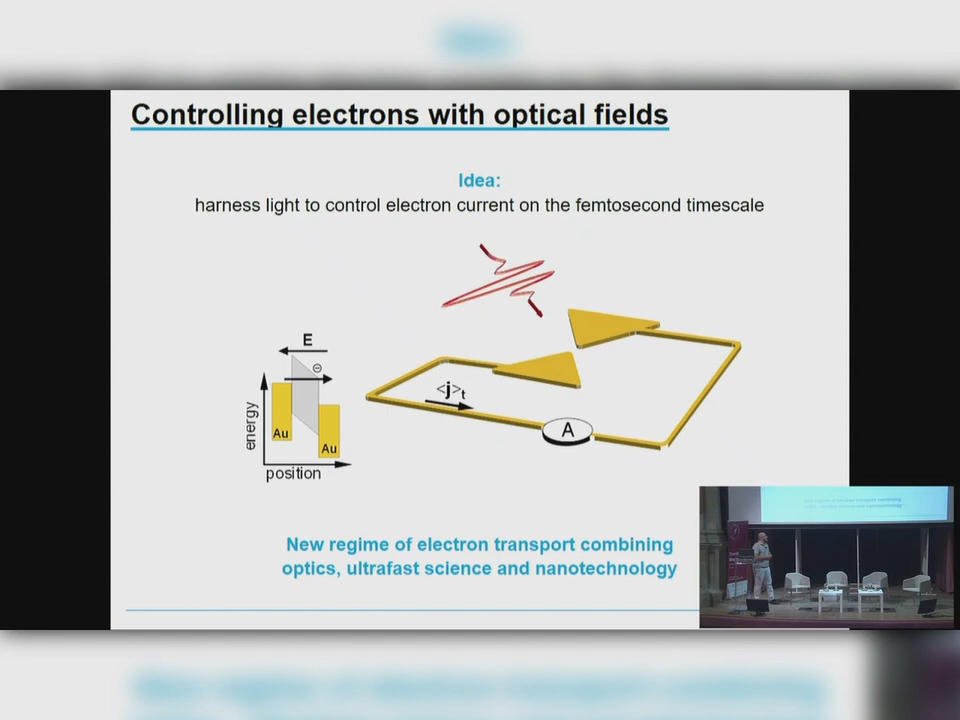 Controlling electrons with optical fields
Idea:
harness light to control electron current on the femtosecond timescale
E
⊖
energy
Au
Au
position
<j>t
A
New regime of electron transport combining
optics, ultrafast science and nanotechnology